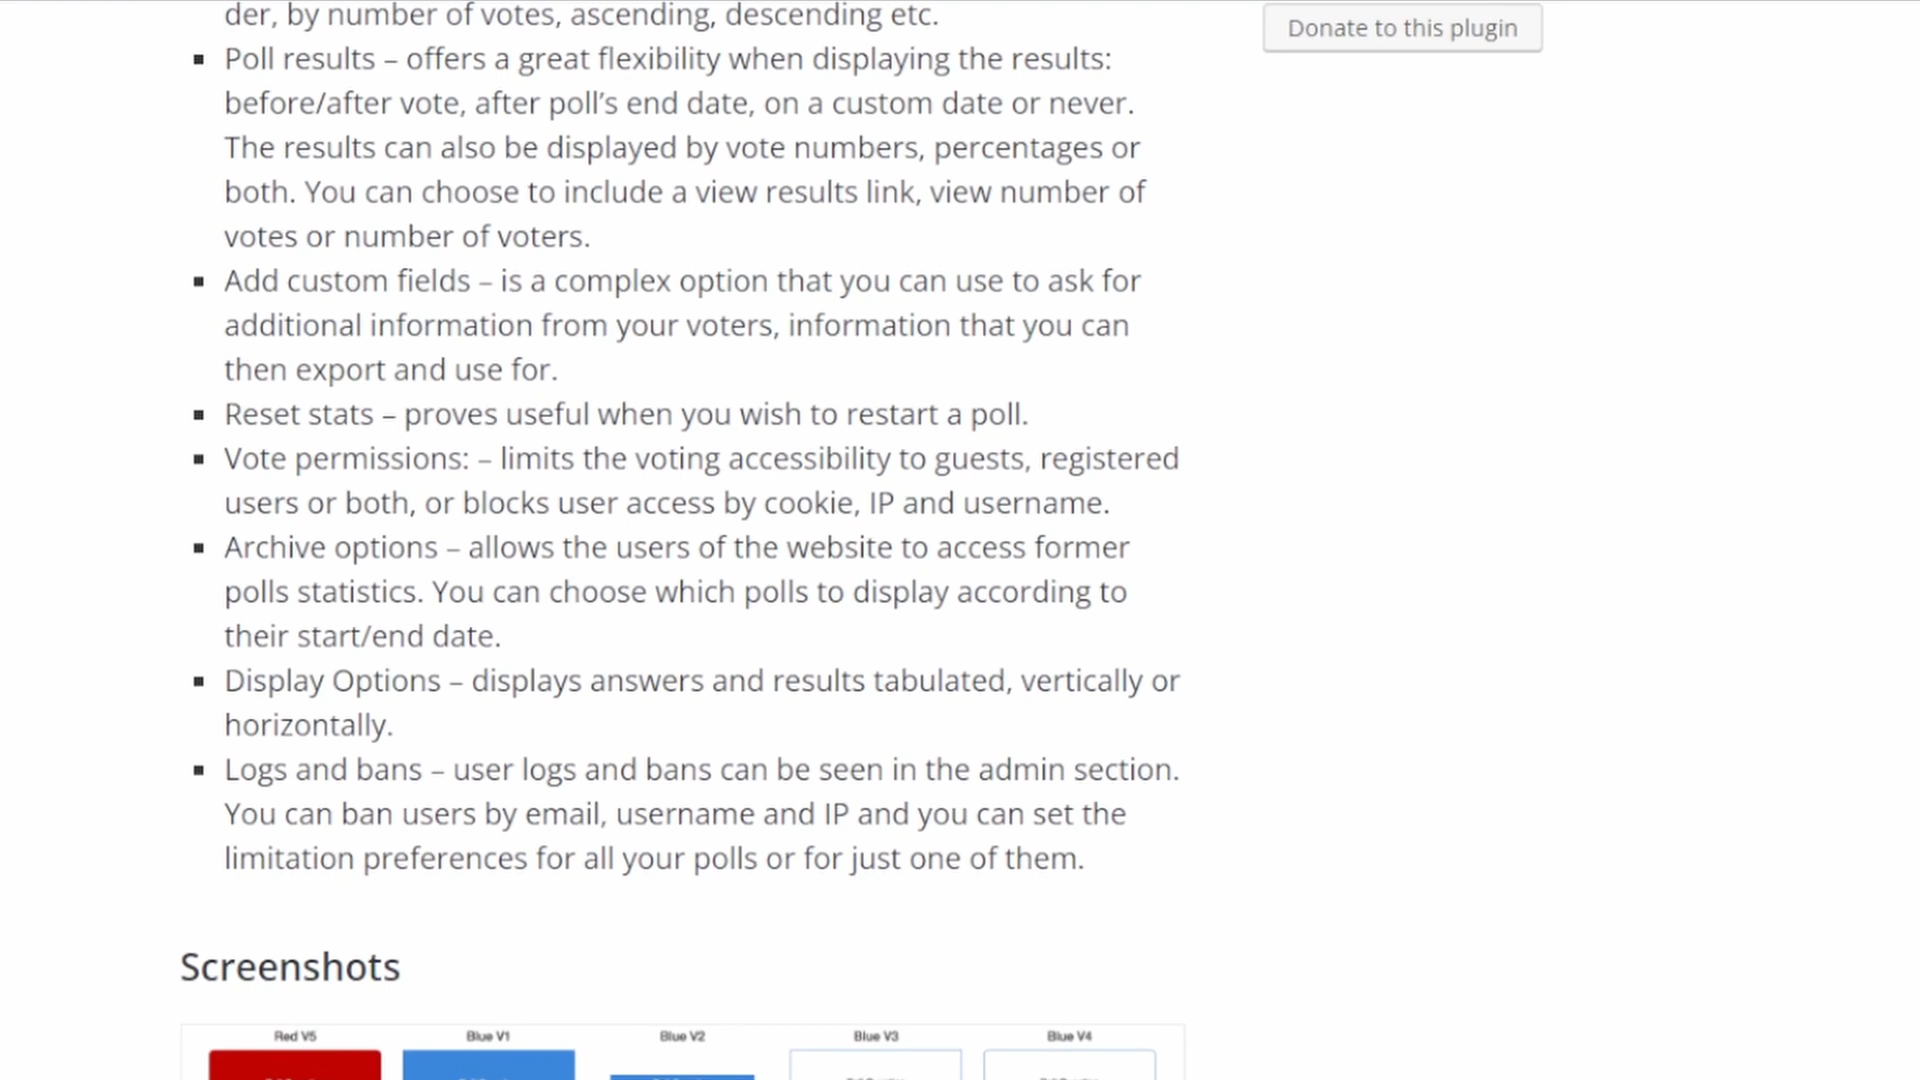 der, by number of votes, ascending, descending etc.
Donate to this plugin
Poll results – offers a great flexibility when displaying the results:
before/after vote, after poll’s end date, on a custom date or never.
The results can also be displayed by vote numbers, percentages or
both. You can choose to include a view results link, view number of
votes or number of voters.
Add custom fields – is a complex option that you can use to ask for
additional information from your voters, information that you can
then export and use for.
Reset stats – proves useful when you wish to restart a poll.
Vote permissions: – limits the voting accessibility to guests, registered
users or both, or blocks user access by cookie, IP and username.
Archive options – allows the users of the website to access former
polls statistics. You can choose which polls to display according to
their start/end date.
Display Options – displays answers and results tabulated, vertically or
horizontally.
Logs and bans – user logs and bans can be seen in the admin section.
You can ban users by email, username and IP and you can set the
limitation preferences for all your polls or for just one of them.
Screenshots
Red V5
Blue V1
Blue V2
Blue V3
Blue V4